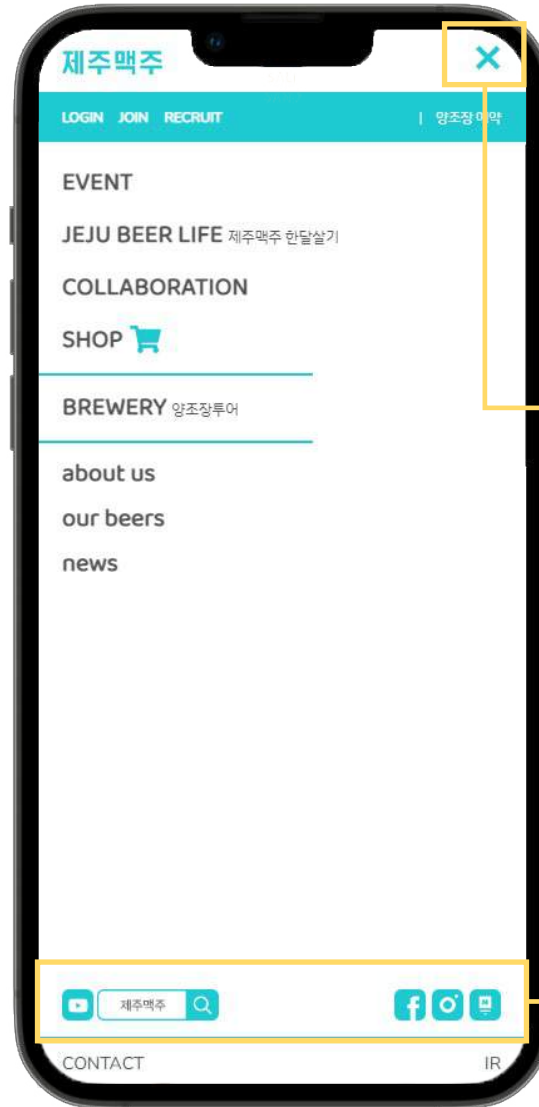 제주맥주
LOGIN JOIN RECRUIT | 양조장 예약
EVENT
JEJU BEER LIFE 제주맥주 한달살기
COLLABORATION
SHOP
BREWERY 양조장투어
about us
our beers
news
제주맥주
CONTACT IR